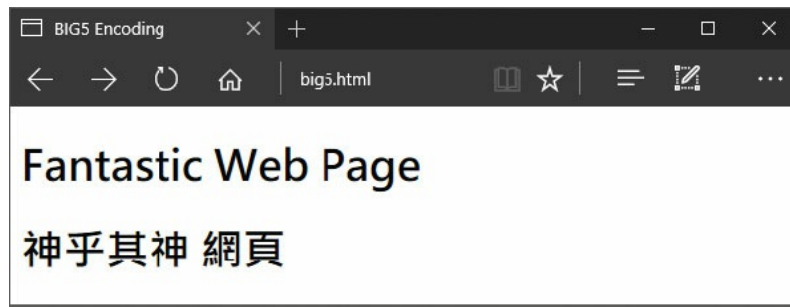 BIG5 Encoding
big5.html
Fantastic Web Page
神乎其神 網頁